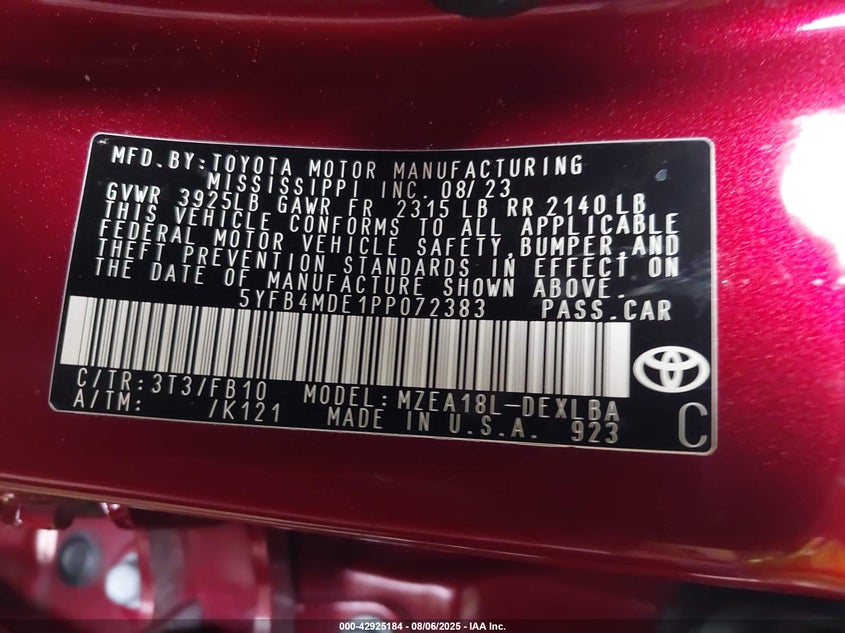 MFD.BY:TOYOTA MOTOR MANUFACTURING
MISSISSIPPI INC. 08/23
GVWR 3925LB GAWR FR 2315 LB RR 2140 LB
THIS VEHICLE CONFORMS TO ALL APPLICABLE
FEDERAL MOTOR VEHICLE SAFETY,BUMPER,AND
THEFT PREVENTION STANDARDS IN EFFECT ON
THE DATE OF MANUFACTURE SHOWN ABOVE.
5YFB4MDE1PP072383 PASS.CAR
C/TR:3T3/FB10 MODEL:MZEA18L-DEXLBA
A/TM: /K121 MADE IN U.S.A. 923
C
000-42925184 - 08/06/2025 - IAA Inc.